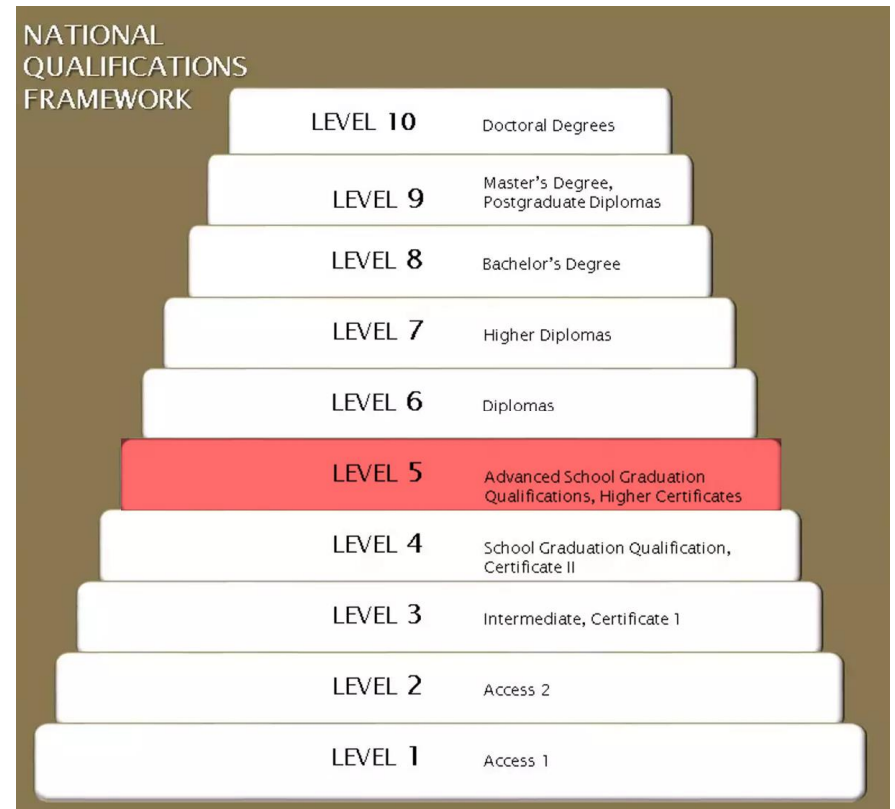 NATIONAL
QUALIFICATIONS
FRAMEWORK
LEVEL 10 Doctoral Degrees
LEVEL 9 Master's Degree,
Postgraduate Diplomas
LEVEL 8 Bachelor's Degree
LEVEL 7 Higher Diplomas
LEVEL 6 Diplomas
LEVEL 5 Advanced School Graduation
Qualifications, Higher Certificates
LEVEL 4 School Graduation Qualification,
Certificate II
LEVEL 3 Intermediate, Certificate 1
LEVEL 2 Access 2
LEVEL 1 Access 1